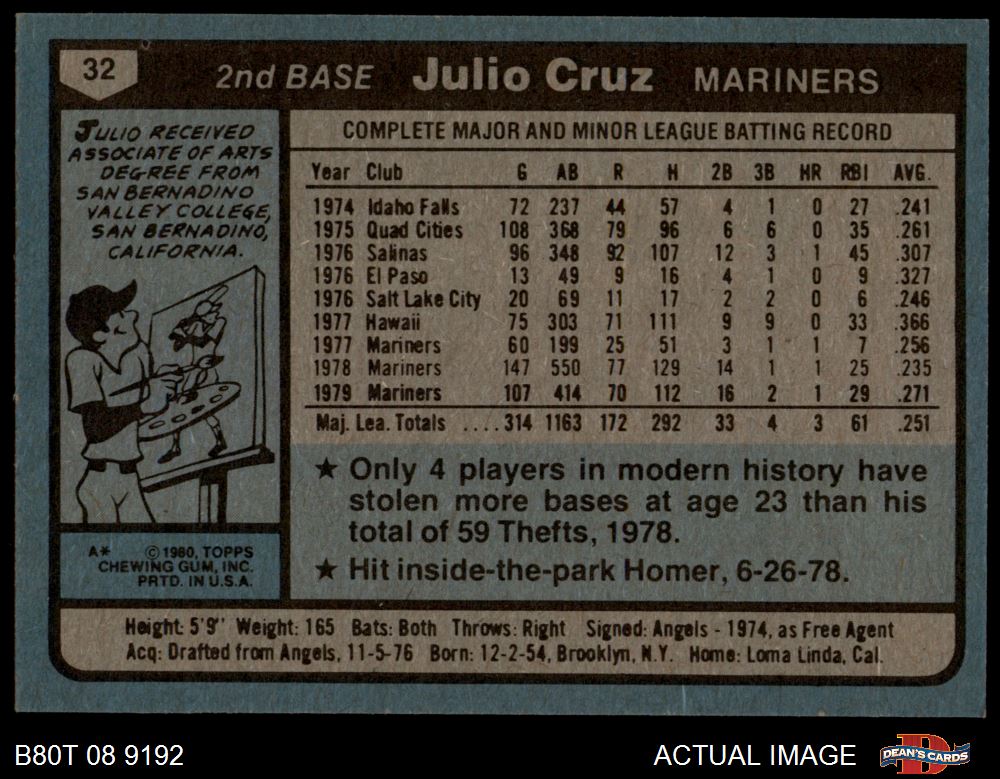 32 2nd BASE Julio Cruz MARINERS
JULIO RECEIVED
ASSOCIATE OF ARTS
DEGREE FROM
SAN BERNADINO
VALLEY COLLEGE,
SAN BERNADINO,
CALIFORNIA.
A* © 1980, TOPPS
CHEWING GUM, INC.
PRTD. IN U.S.A.
COMPLETE MAJOR AND MINOR LEAGUE BATTING RECORD
Year Club G AB R H 2B 3B HR RBI AVG.
1974 Idaho Falls 72 237 44 57 4 1 0 27 .241
1975 Quad Cities 108 368 79 96 6 6 0 35 .261
1976 Salinas 96 348 92 107 12 3 1 45 .307
1976 El Paso 13 49 9 16 4 1 0 9 .327
1976 Salt Lake City 20 69 11 17 2 2 0 6 .246
1977 Hawaii 75 303 71 111 9 9 0 33 .366
1977 Mariners 60 199 25 51 3 1 1 7 .256
1978 Mariners 147 550 77 129 14 1 1 25 .235
1979 Mariners 107 414 70 112 16 2 1 29 .271
Maj. Lea. Totals ....314 1163 172 292 33 4 3 61 .251
★ Only 4 players in modern history have
stolen more bases at age 23 than his
total of 59 Thefts, 1978.
★ Hit inside-the-park Homer, 6-26-78.
Height: 5'9" Weight: 165 Bats: Both Throws: Right Signed: Angels - 1974, as Free Agent
Acq: Drafted from Angels, 11-5-76 Born: 12-2-54, Brooklyn, N.Y. Home: Loma Linda, Cal.
B80T 08 9192 ACTUAL IMAGE DEAN'S CARDS